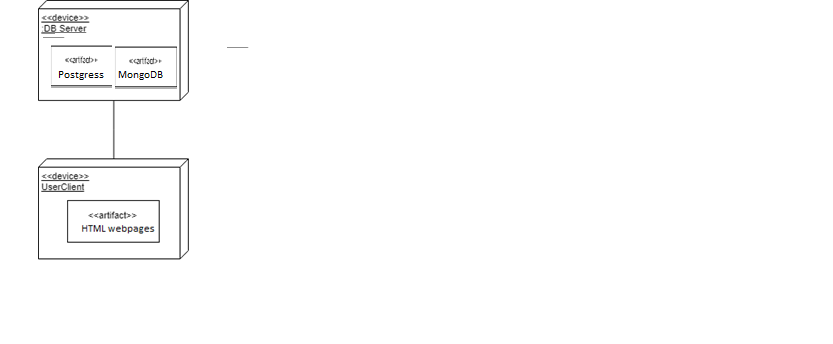 <<device>>
:DB Server
<<artifact>>
Postgress
<<artifact>>
MongoDB
<<device>>
UserClient
<<artifact>>
HTML webpages